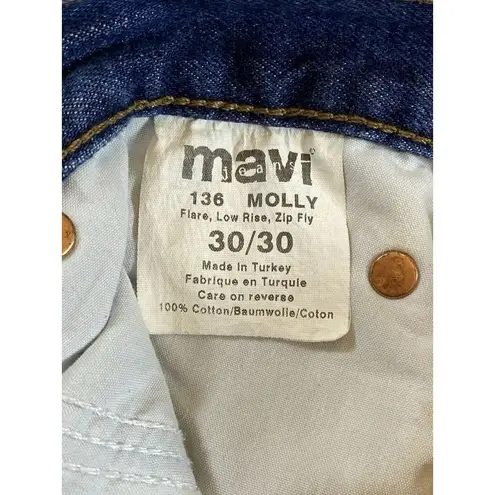 mavi
jeans
136 MOLLY
Flare, Low Rise, Zip Fly
30/30
Made in Turkey
Fabrique en Turquie
Care on reverse
100% Cotton/Baumwolle/Coton